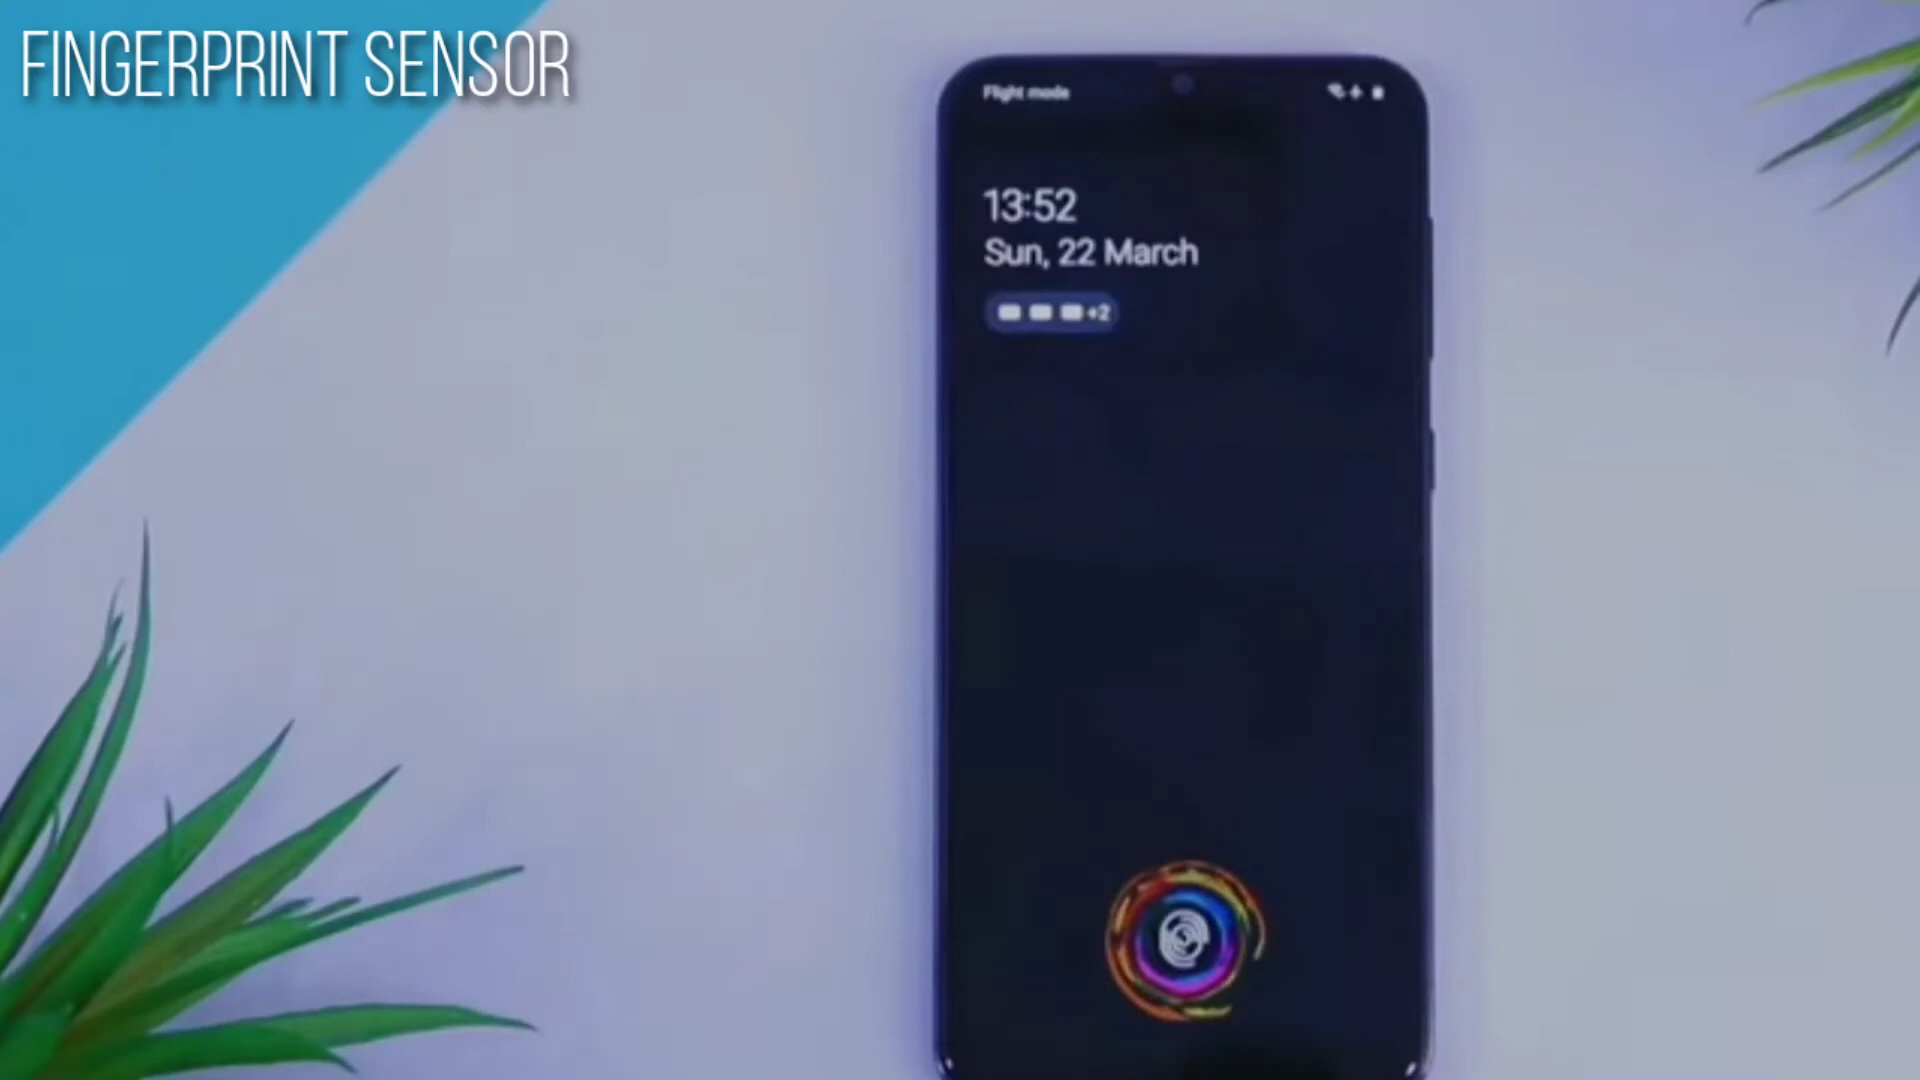 FINGERPRINT SENSOR
Flight mode
13:52
Sun, 22 March
+2